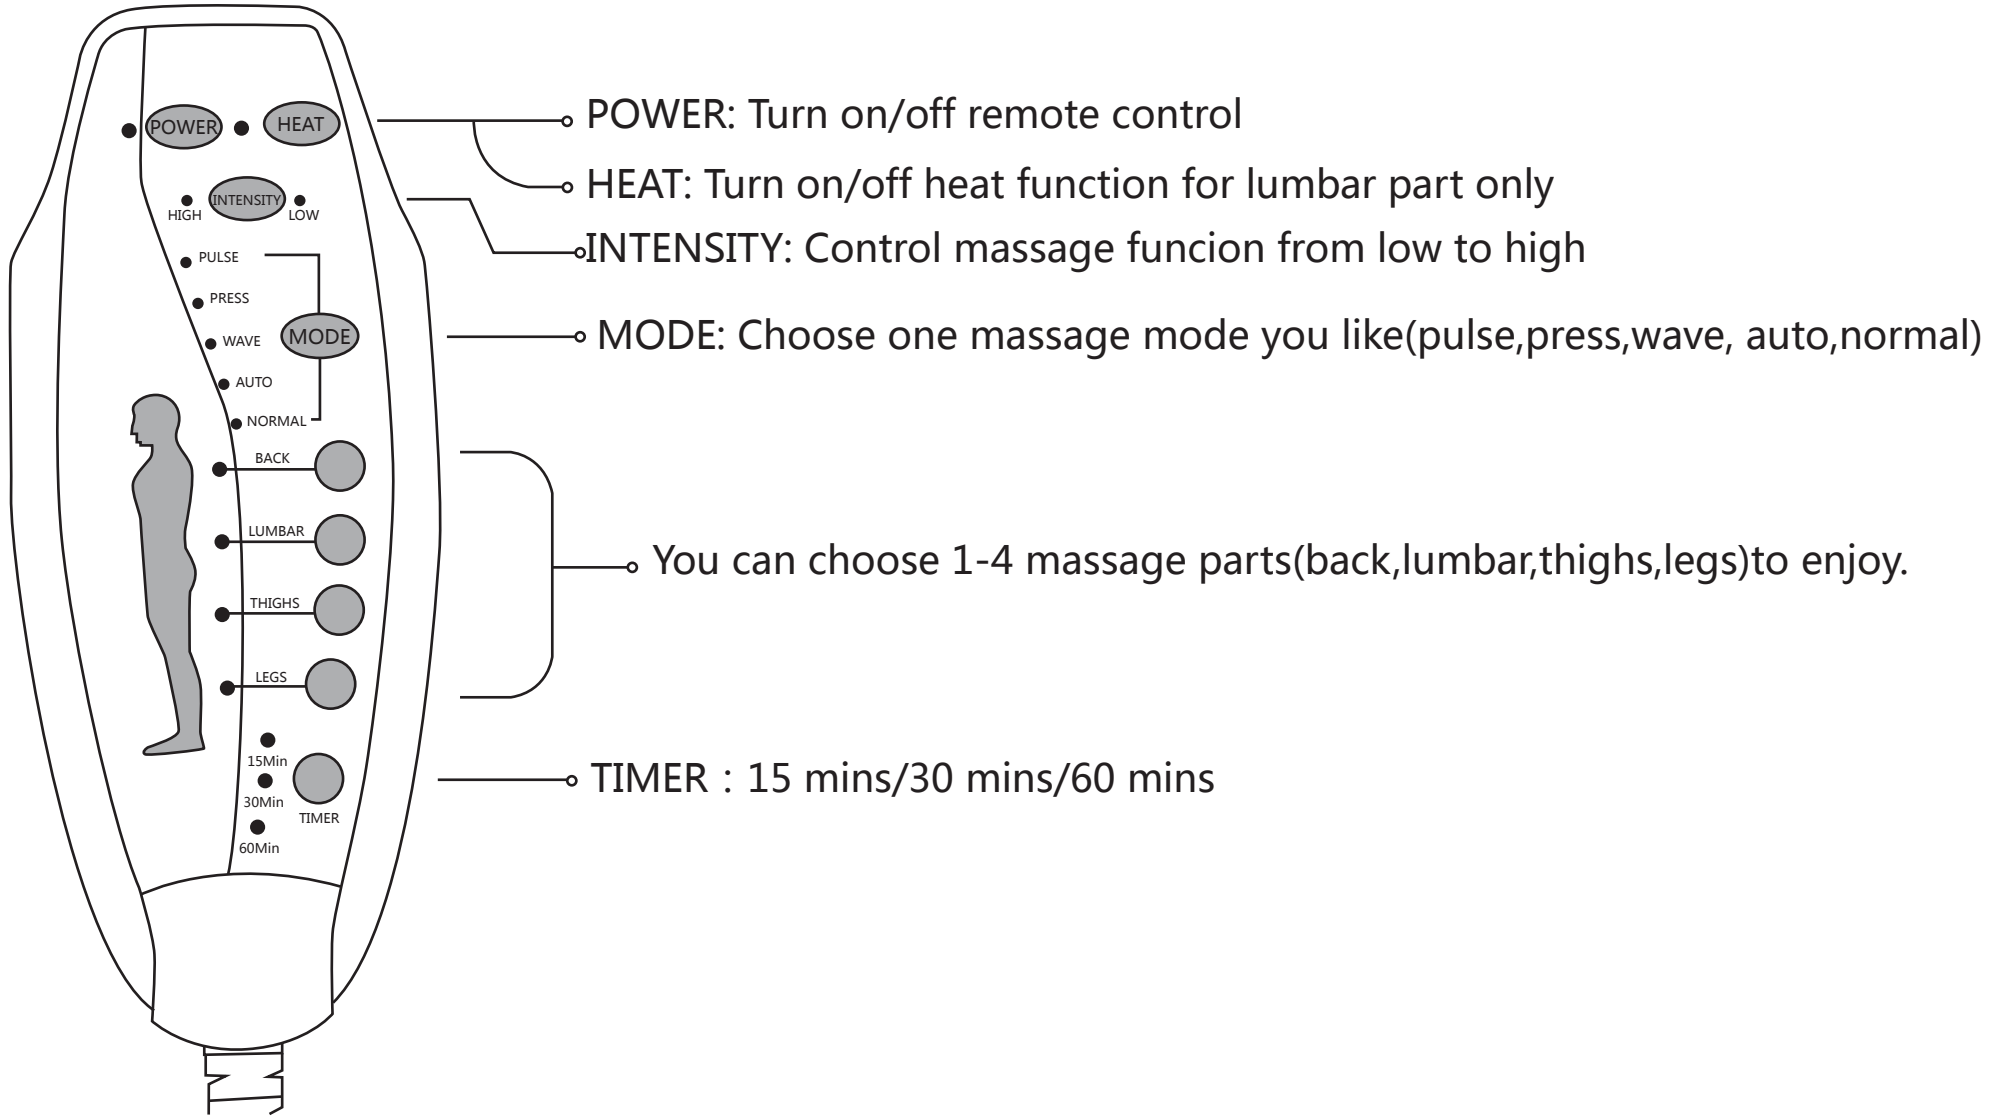 POWER
HEAT
POWER: Turn on/off remote control
HEAT: Turn on/off heat function for lumbar part only
INTENSITY
HIGH
LOW
INTENSITY: Control massage funcion from low to high
PULSE
PRESS
WAVE
AUTO
NORMAL
MODE
MODE: Choose one massage mode you like(pulse,press,wave, auto,normal)
BACK
LUMBAR
THIGHS
LEGS
You can choose 1-4 massage parts(back,lumbar,thighs,legs)to enjoy.
15Min
30Min
60Min
TIMER
TIMER : 15 mins/30 mins/60 mins